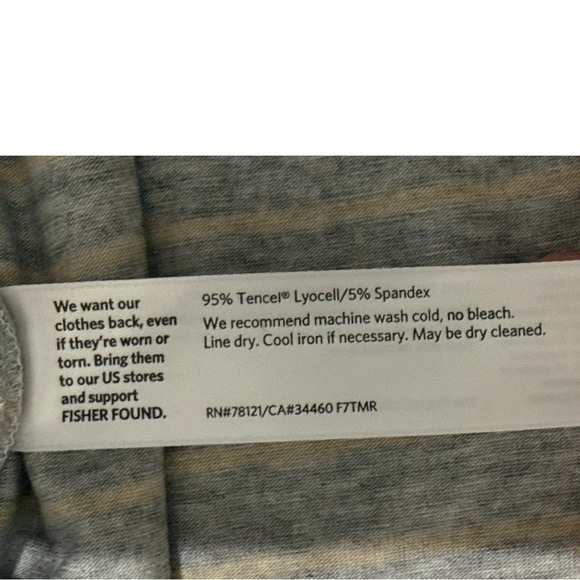 We want our
clothes back, even
if they're worn or
torn. Bring them
to our US stores
and support
FISHER FOUND.
95% Tencel® Lyocell/5% Spandex
We recommend machine wash cold, no bleach.
Line dry. Cool iron if necessary. May be dry cleaned.
RN#78121/CA#34460 F7TMR